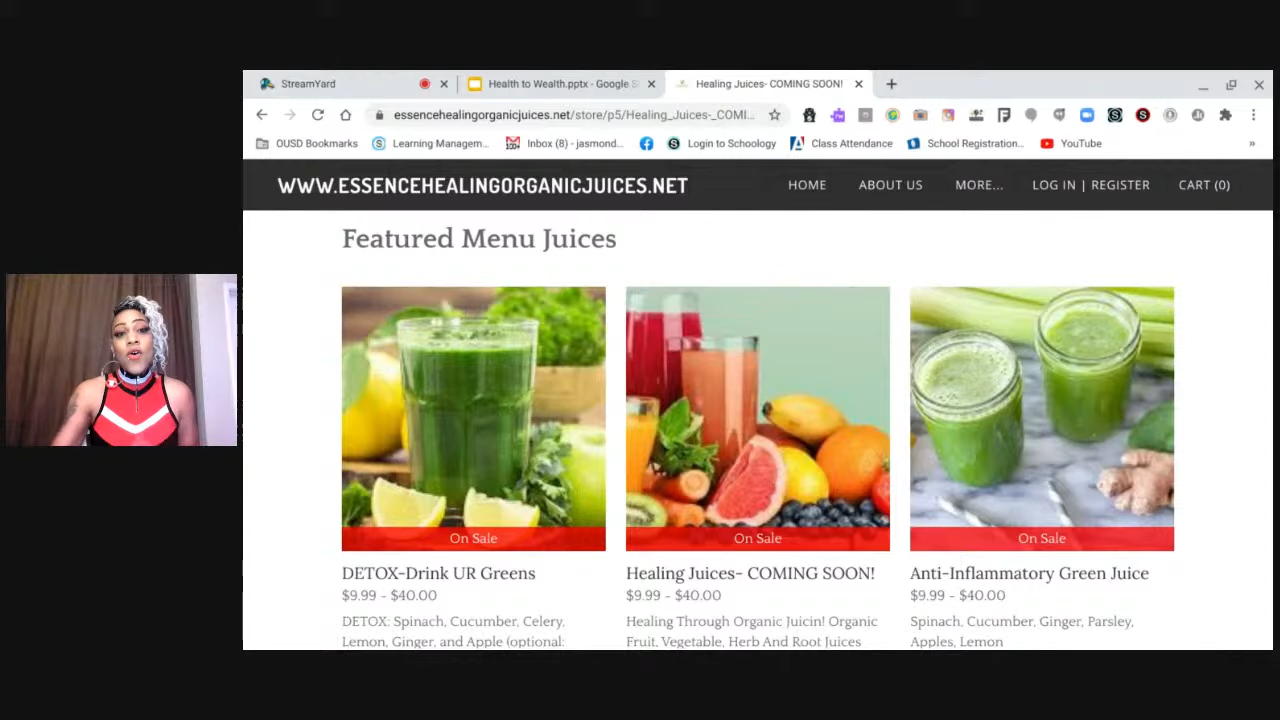 StreamYard
Health to Wealth.pptx - Google S
Healing Juices- COMING SOON!
essencehealingorganicjuices.net/store/p5/Healing_Juices-_COMI...
OUSD Bookmarks
Learning Managem...
Inbox (8) - jasmond...
Login to Schoology
Class Attendance
School Registration...
YouTube
»
WWW.ESSENCEHEALINGORGANICJUICES.NET
HOME
ABOUT US
MORE...
LOG IN | REGISTER
CART (0)
Featured Menu Juices
On Sale
On Sale
On Sale
DETOX-Drink UR Greens
$9.99 - $40.00
DETOX: Spinach, Cucumber, Celery,
Lemon, Ginger, and Apple (optional:
Healing Juices- COMING SOON!
$9.99 - $40.00
Healing Through Organic Juicin! Organic
Fruit, Vegetable, Herb And Root Juices
Anti-Inflammatory Green Juice
$9.99 - $40.00
Spinach, Cucumber, Ginger, Parsley,
Apples, Lemon